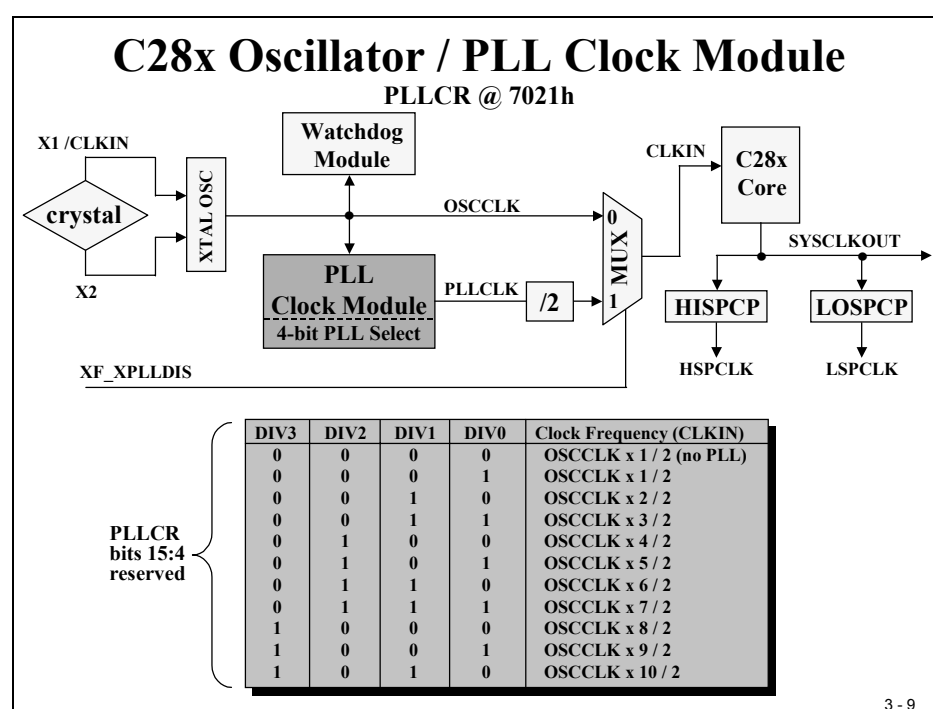 C28x Oscillator / PLL Clock Module
PLLCR @ 7021h
X1 /CLKIN
crystal
X2
XTAL OSC
Watchdog
Module
OSCCLK
PLL
Clock Module
4-bit PLL Select
PLLCLK
/2
0
MUX
1
CLKIN
C28x
Core
SYSCLKOUT
HISPCP
LOSPCP
HSPCLK
LSPCLK
XF_XPLLDIS
PLLCR
bits 15:4
reserved
DIV3 DIV2 DIV1 DIV0 Clock Frequency (CLKIN)
0 0 0 0 OSCCLK x 1 / 2 (no PLL)
0 0 0 1 OSCCLK x 1 / 2
0 0 1 0 OSCCLK x 2 / 2
0 0 1 1 OSCCLK x 3 / 2
0 1 0 0 OSCCLK x 4 / 2
0 1 0 1 OSCCLK x 5 / 2
0 1 1 0 OSCCLK x 6 / 2
0 1 1 1 OSCCLK x 7 / 2
1 0 0 0 OSCCLK x 8 / 2
1 0 0 1 OSCCLK x 9 / 2
1 0 1 0 OSCCLK x 10 / 2
3 - 9